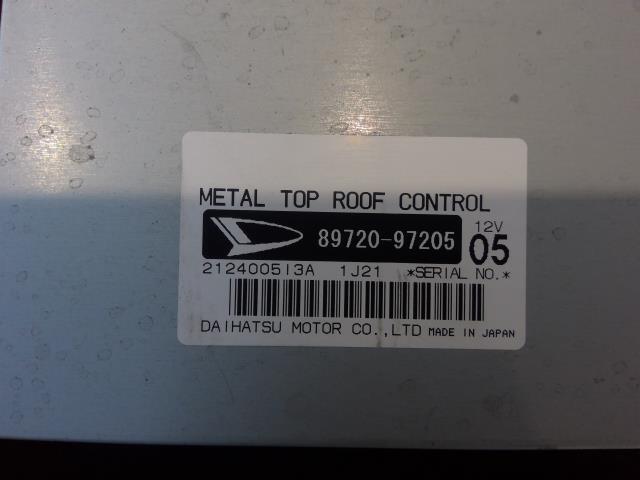 METAL TOP ROOF CONTROL
89720-97205 12V 05
212400513A 1J21 *SERIAL NO.*
DAIHATSU MOTOR CO.,LTD MADE IN JAPAN